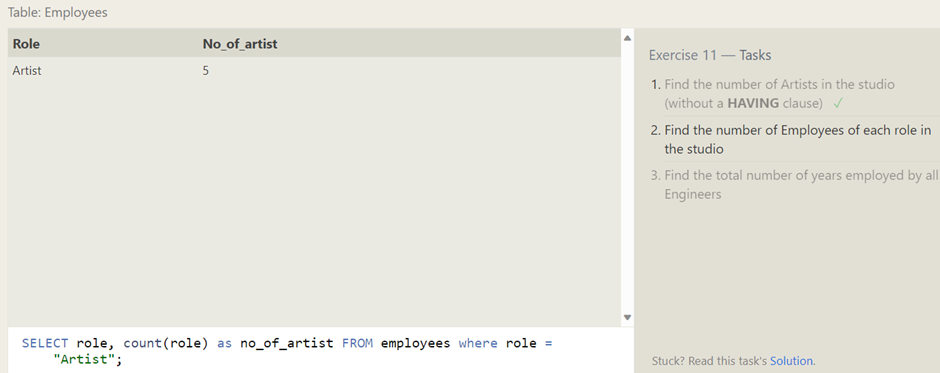 Table: Employees
Role No_of_artist
Artist 5
SELECT role, count(role) as no_of_artist FROM employees where role =
"Artist";
Exercise 11 — Tasks
1. Find the number of Artists in the studio
(without a HAVING clause) ✓
2. Find the number of Employees of each role in
the studio
3. Find the total number of years employed by all
Engineers
Stuck? Read this task's Solution.